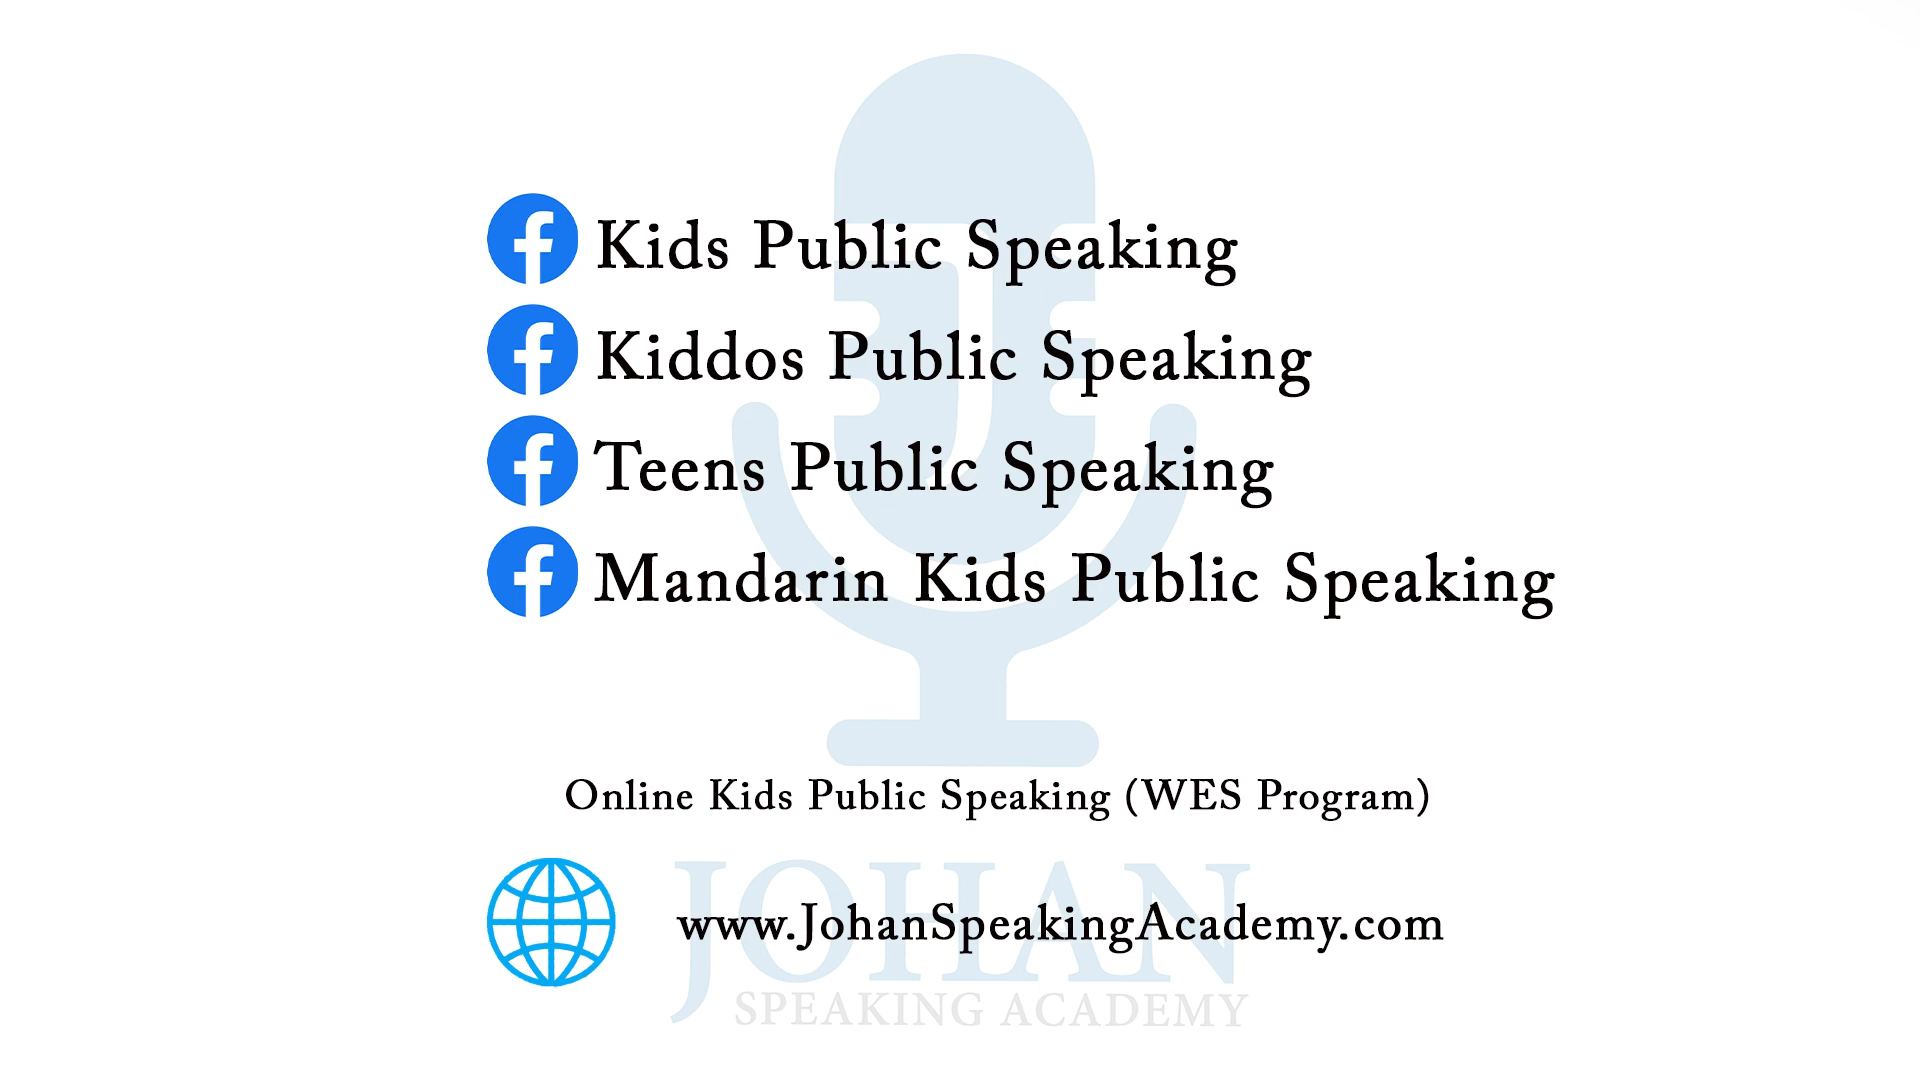 Kids Public Speaking
Kiddos Public Speaking
Teens Public Speaking
Mandarin Kids Public Speaking
Online Kids Public Speaking (WES Program)
www.JohanSpeakingAcademy.com
JOHAN
SPEAKING ACADEMY